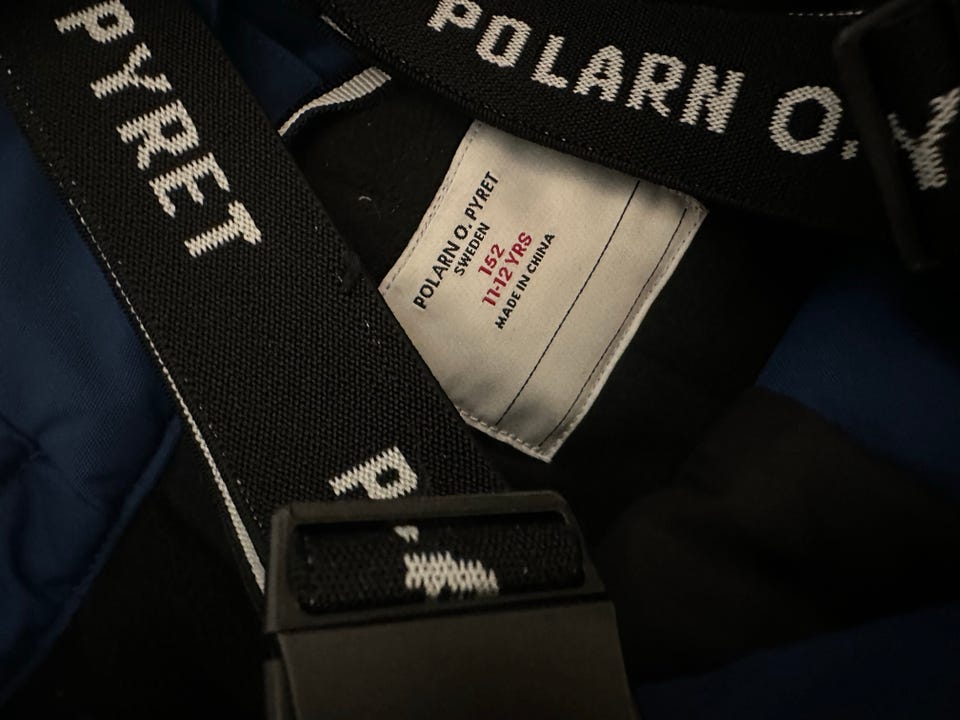 PYRET
POLARN O.
POLARN O. PYRET
SWEDEN
152
11-12 YRS
MADE IN CHINA